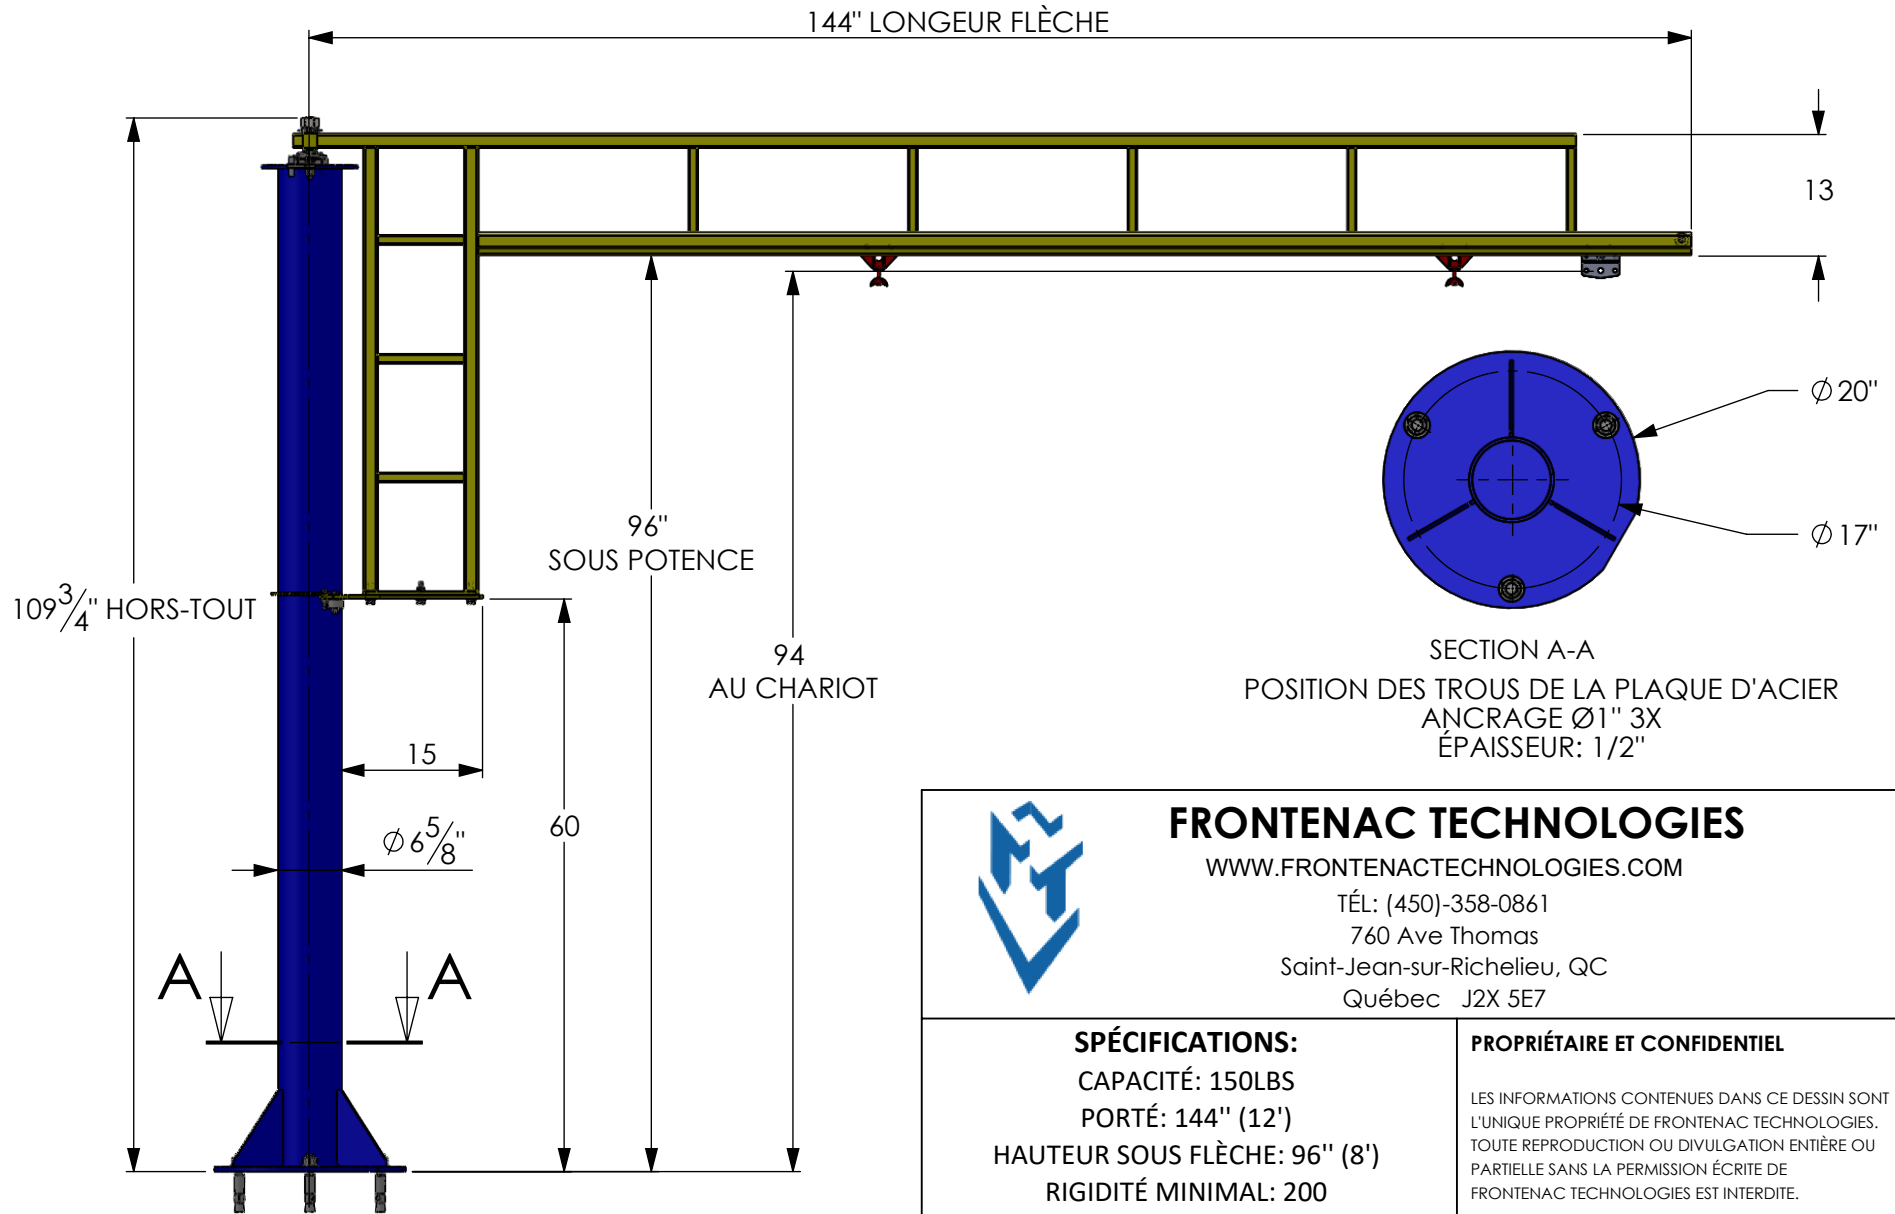 144" LONGEUR FLÈCHE
13
109 3/4" HORS-TOUT
96"
SOUS POTENCE
94
AU CHARIOT
15
60
Ø 6 5/8"
A
A
Ø 20"
Ø 17"
SECTION A-A
POSITION DES TROUS DE LA PLAQUE D'ACIER
ANCRAGE Ø1" 3X
ÉPAISSEUR: 1/2"
FRONTENAC TECHNOLOGIES
WWW.FRONTENACTECHNOLOGIES.COM
TÉL: (450)-358-0861
760 Ave Thomas
Saint-Jean-sur-Richelieu, QC
Québec J2X 5E7
SPÉCIFICATIONS:
CAPACITÉ: 150LBS
PORTÉ: 144'' (12')
HAUTEUR SOUS FLÈCHE: 96'' (8')
RIGIDITÉ MINIMAL: 200
PROPRIÉTAIRE ET CONFIDENTIEL
LES INFORMATIONS CONTENUES DANS CE DESSIN SONT
L'UNIQUE PROPRIÉTÉ DE FRONTENAC TECHNOLOGIES.
TOUTE REPRODUCTION OU DIVULGATION ENTIÈRE OU
PARTIELLE SANS LA PERMISSION ÉCRITE DE
FRONTENAC TECHNOLOGIES EST INTERDITE.